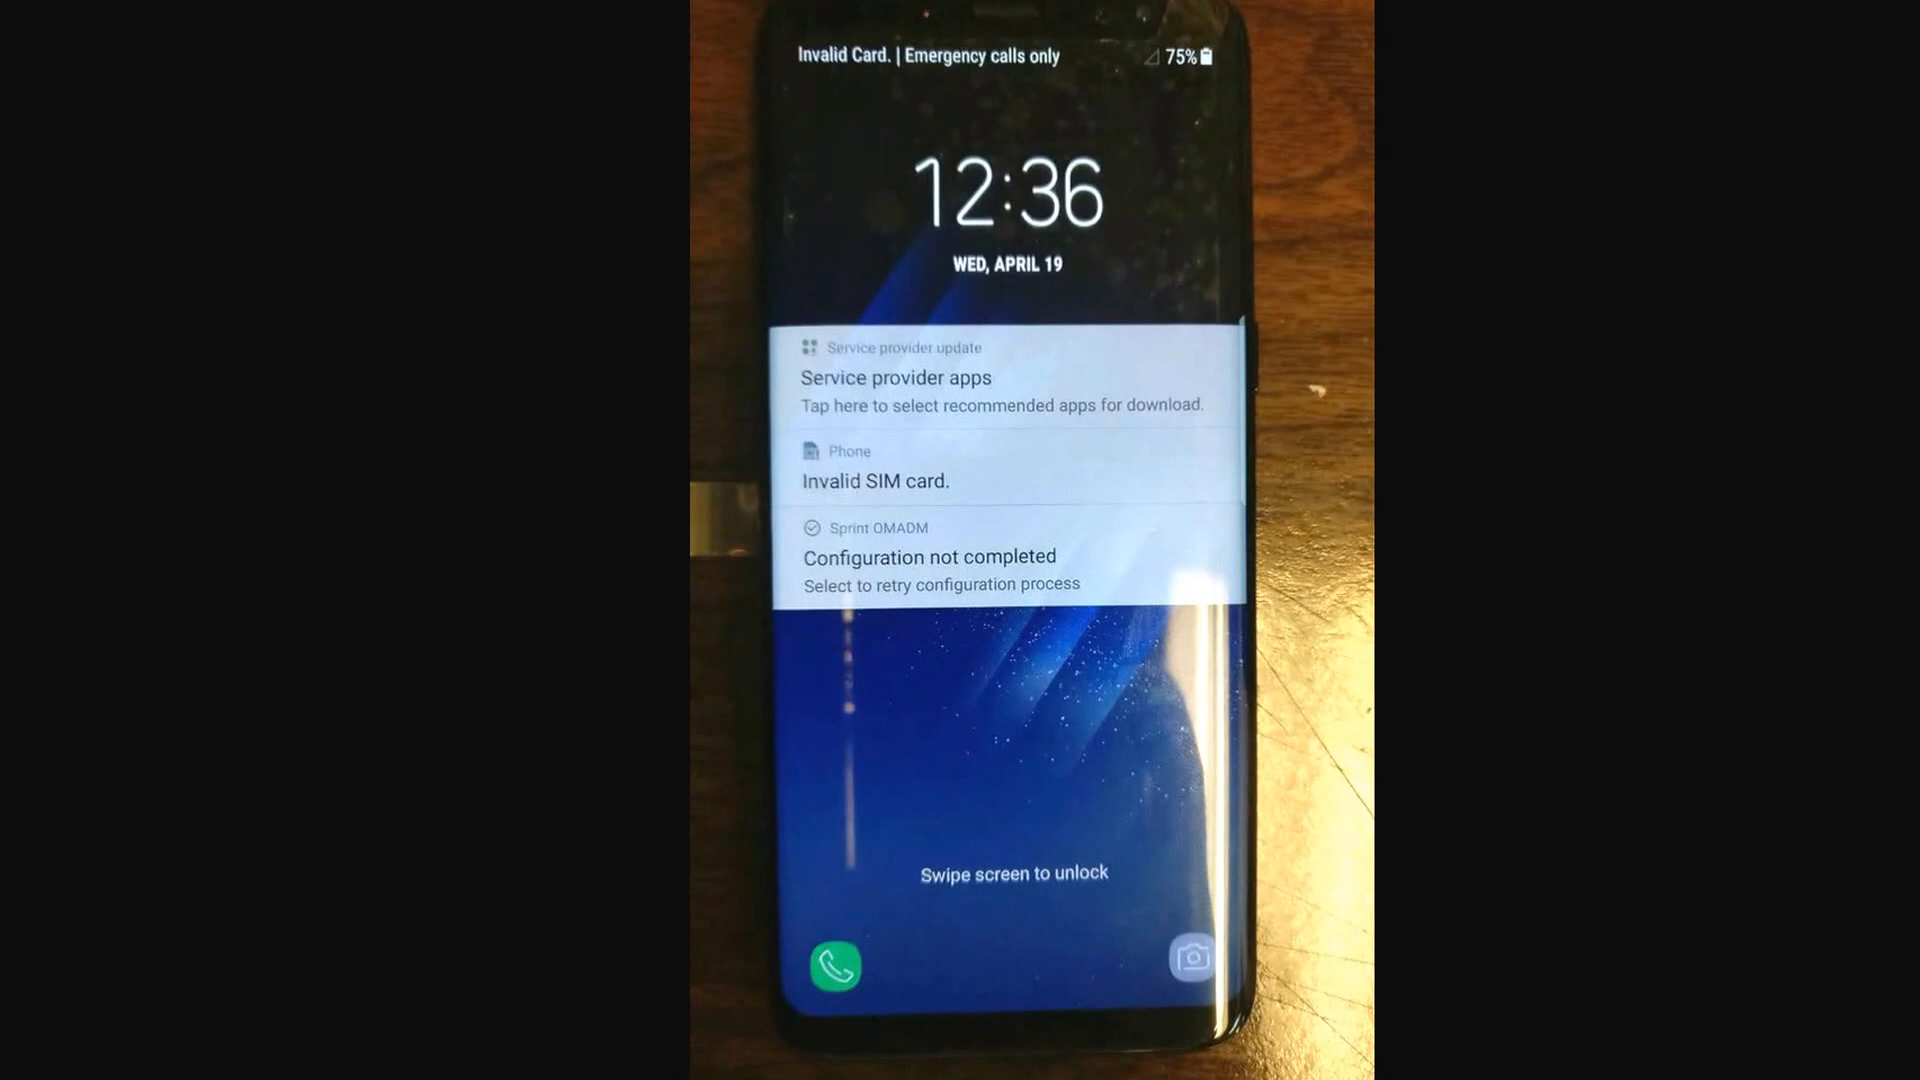 Invalid Card. | Emergency calls only 75%
12:36
WED, APRIL 19
Service provider update
Service provider apps
Tap here to select recommended apps for download.
Phone
Invalid SIM card.
Sprint OMADM
Configuration not completed
Select to retry configuration process
Swipe screen to unlock